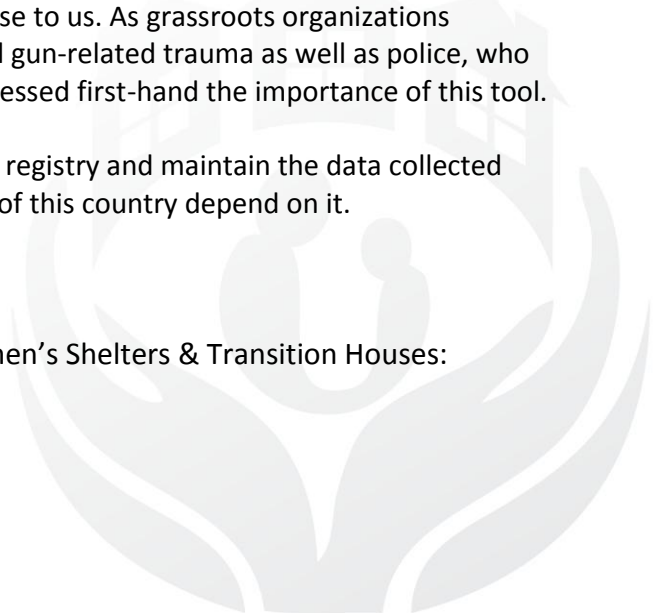 se to us. As grassroots organizations
gun-related trauma as well as police, who
essed first-hand the importance of this tool.
registry and maintain the data collected
of this country depend on it.
nen’s Shelters & Transition Houses: